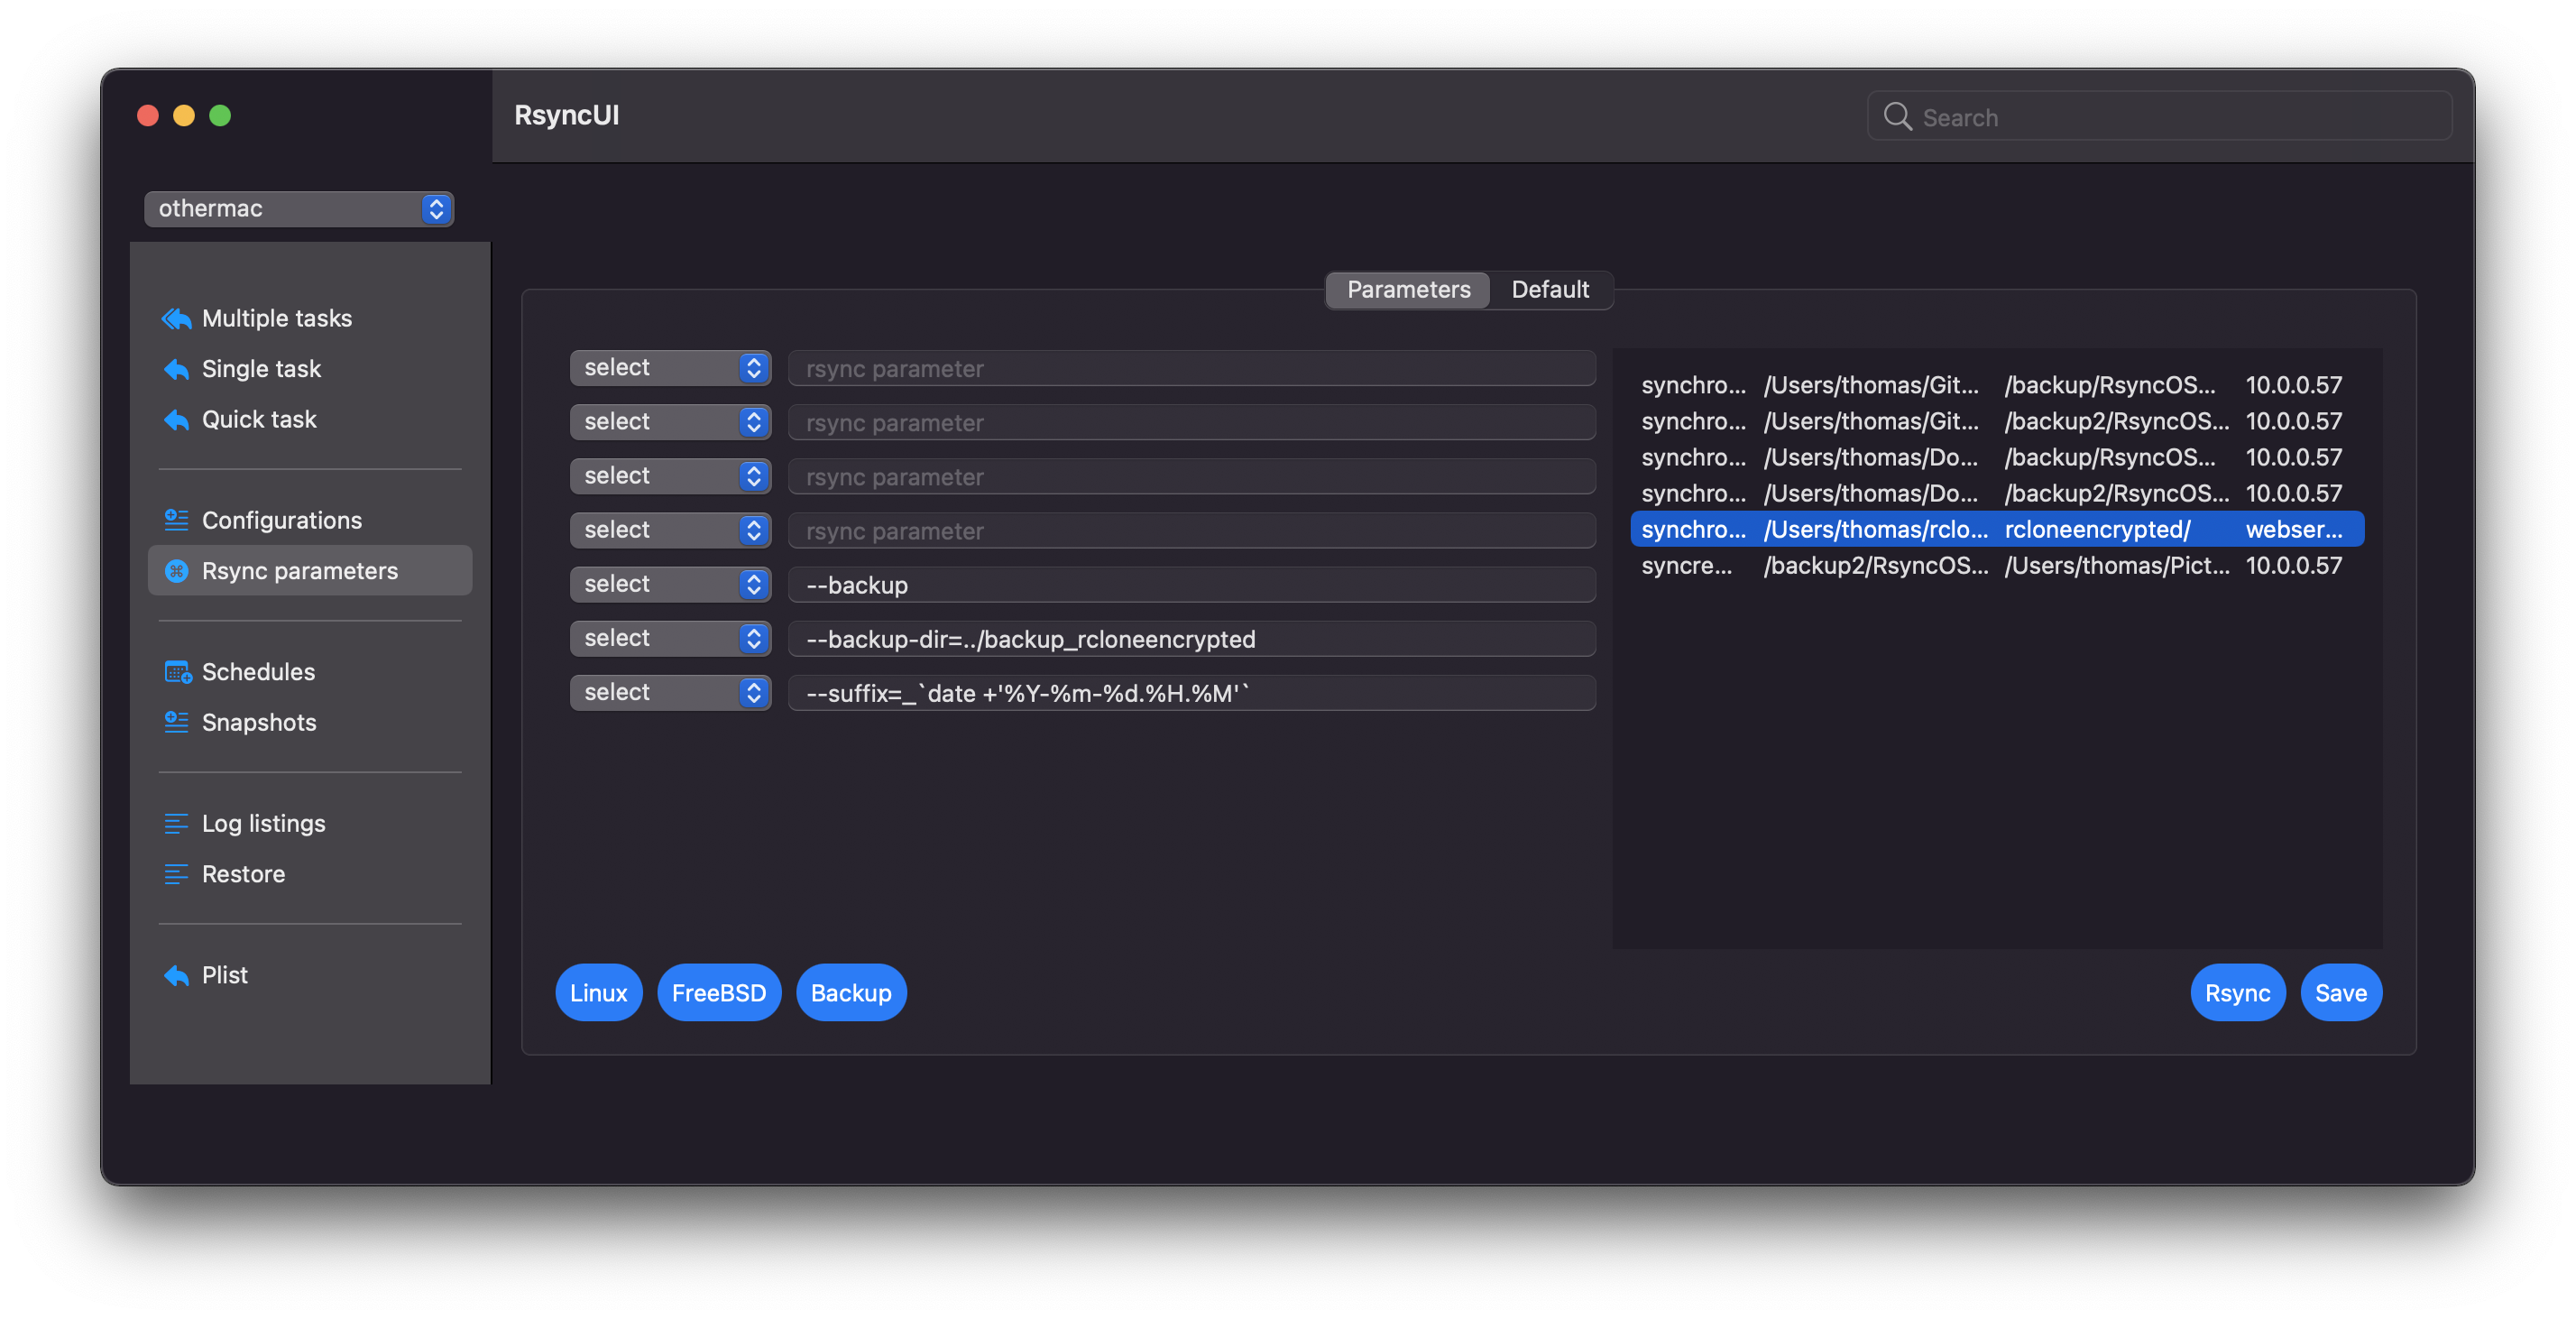 RsyncUI
Search
othermac
Multiple tasks
Single task
Quick task
Configurations
Rsync parameters
Schedules
Snapshots
Log listings
Restore
Plist
Parameters Default
select rsync parameter
select rsync parameter
select rsync parameter
select rsync parameter
select --backup
select --backup-dir=../backup_rcloneencrypted
select --suffix=_`date +'%Y-%m-%d.%H.%M'`
synchro... /Users/thomas/Git... /backup/RsyncOS... 10.0.0.57
synchro... /Users/thomas/Git... /backup2/RsyncOS... 10.0.0.57
synchro... /Users/thomas/Do... /backup/RsyncOS... 10.0.0.57
synchro... /Users/thomas/Do... /backup2/RsyncOS... 10.0.0.57
synchro... /Users/thomas/rclo... rcloneencrypted/ webser...
syncre... /backup2/RsyncOS... /Users/thomas/Pict... 10.0.0.57
Linux FreeBSD Backup
Rsync Save